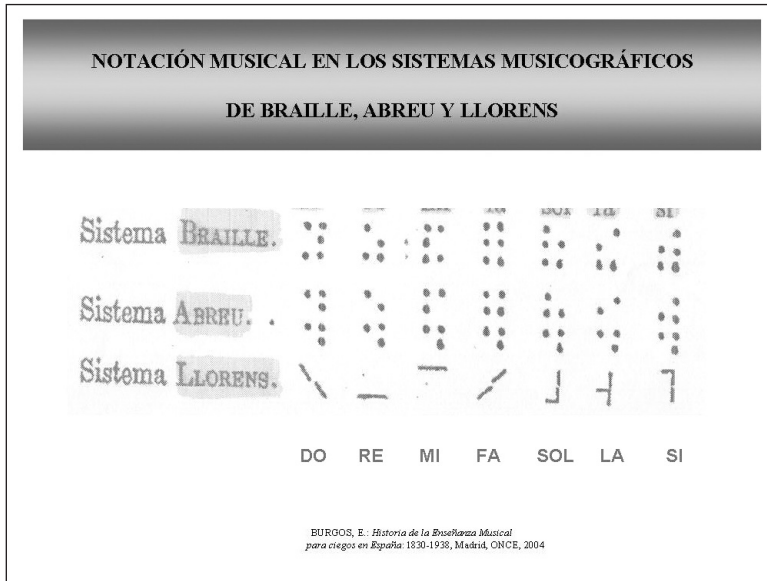 NOTACIÓN MUSICAL EN LOS SISTEMAS MUSICOGRÁFICOS
DE BRAILLE, ABREU Y LLORENS
Sistema BRAILLE.
Sistema ABREU. .
Sistema LLORENS.
DO RE MI FA SOL LA SI
BURGOS, E.: Historia de la Enseñanza Musical
para ciegos en España: 1830-1938, Madrid, ONCE, 2004